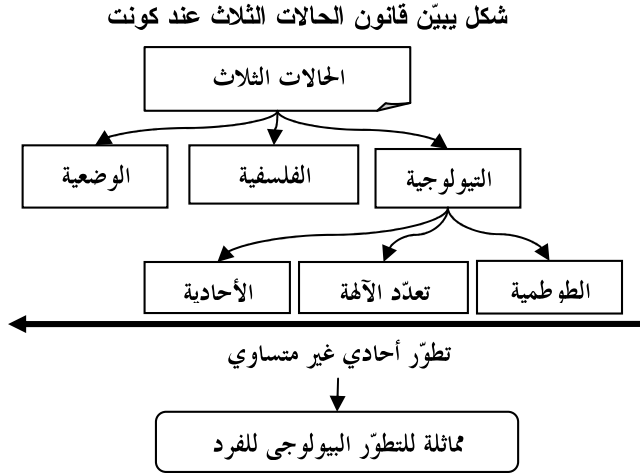 شكل يبيّن قانون الحالات الثلاث عند كونت
الحالات الثلاث
التيولوجية
الفلسفية
الوضعية
الطوطمية
تعدّد الآلهة
الأحادية
تطوّر أحادي غير متساوي
مماثلة للتطوّر البيولوجي للفرد